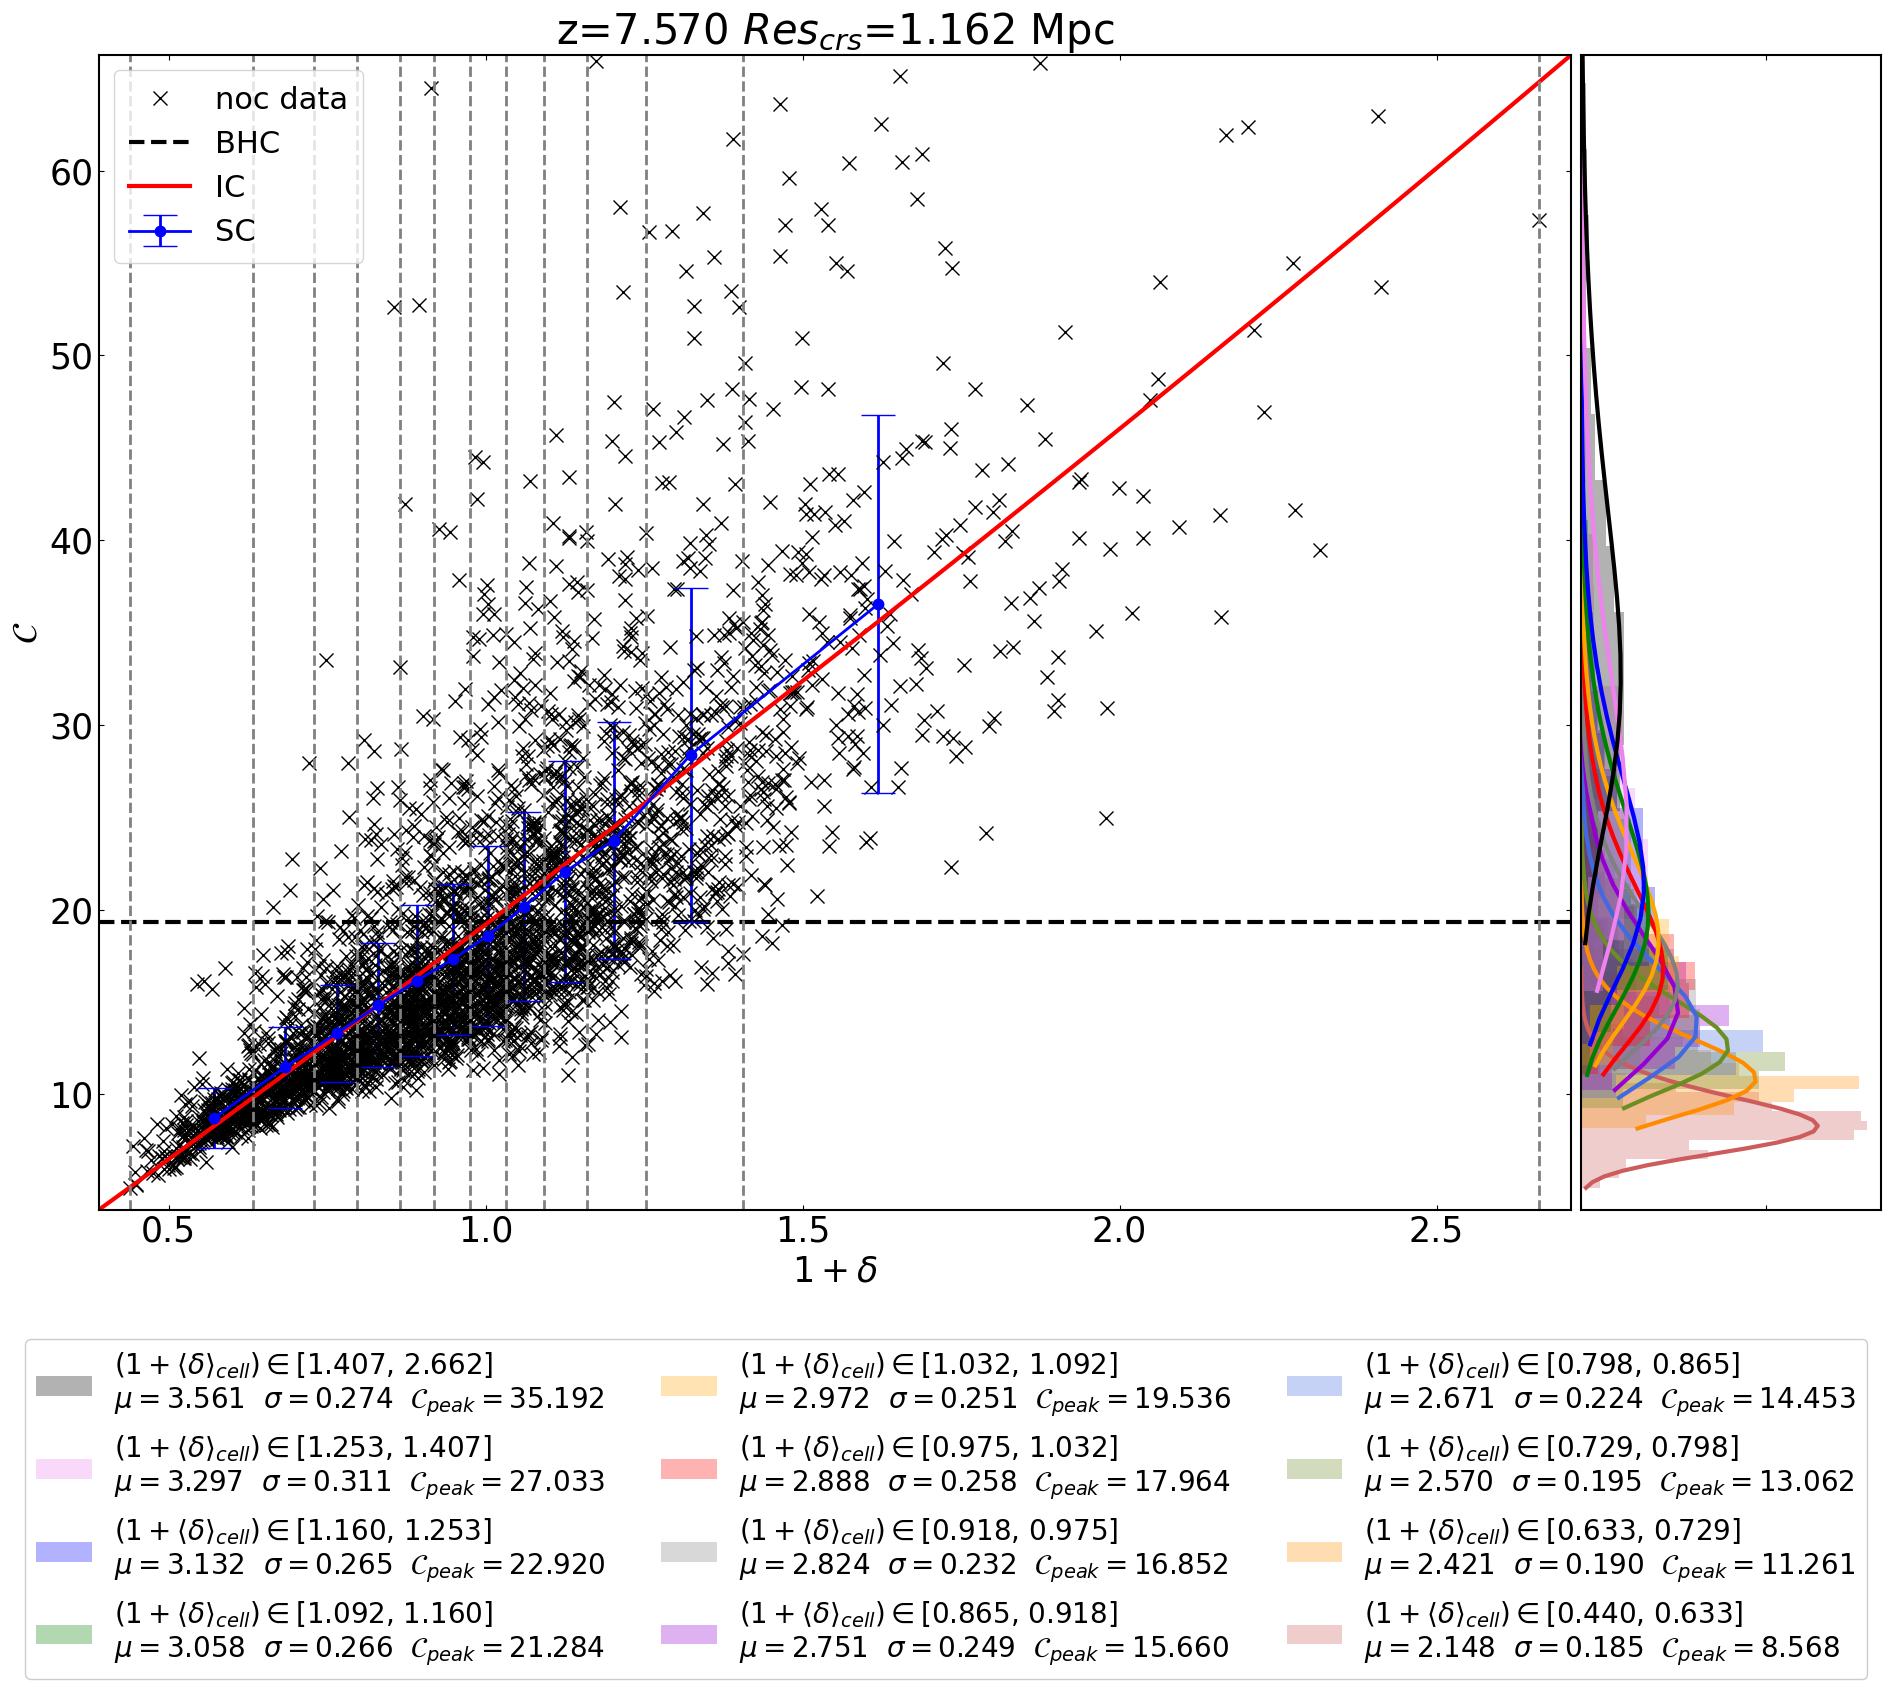 z=7.570 Res_crs=1.162 Mpc
noc data
BHC
IC
SC
60
50
40
30
20
10
𝒞
0.5 1.0 1.5 2.0 2.5
1 + δ
(1 + ⟨δ⟩_cell) ∈ [1.407, 2.662]
μ = 3.561 σ = 0.274 𝒞_peak = 35.192
(1 + ⟨δ⟩_cell) ∈ [1.253, 1.407]
μ = 3.297 σ = 0.311 𝒞_peak = 27.033
(1 + ⟨δ⟩_cell) ∈ [1.160, 1.253]
μ = 3.132 σ = 0.265 𝒞_peak = 22.920
(1 + ⟨δ⟩_cell) ∈ [1.092, 1.160]
μ = 3.058 σ = 0.266 𝒞_peak = 21.284
(1 + ⟨δ⟩_cell) ∈ [1.032, 1.092]
μ = 2.972 σ = 0.251 𝒞_peak = 19.536
(1 + ⟨δ⟩_cell) ∈ [0.975, 1.032]
μ = 2.888 σ = 0.258 𝒞_peak = 17.964
(1 + ⟨δ⟩_cell) ∈ [0.918, 0.975]
μ = 2.824 σ = 0.232 𝒞_peak = 16.852
(1 + ⟨δ⟩_cell) ∈ [0.865, 0.918]
μ = 2.751 σ = 0.249 𝒞_peak = 15.660
(1 + ⟨δ⟩_cell) ∈ [0.798, 0.865]
μ = 2.671 σ = 0.224 𝒞_peak = 14.453
(1 + ⟨δ⟩_cell) ∈ [0.729, 0.798]
μ = 2.570 σ = 0.195 𝒞_peak = 13.062
(1 + ⟨δ⟩_cell) ∈ [0.633, 0.729]
μ = 2.421 σ = 0.190 𝒞_peak = 11.261
(1 + ⟨δ⟩_cell) ∈ [0.440, 0.633]
μ = 2.148 σ = 0.185 𝒞_peak = 8.568